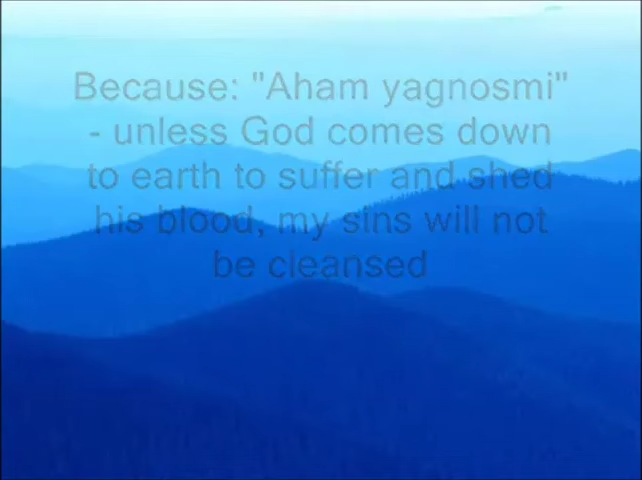 Because: "Aham yagnosmi"
- unless God comes down
to earth to suffer and shed
his blood, my sins will not
be cleansed